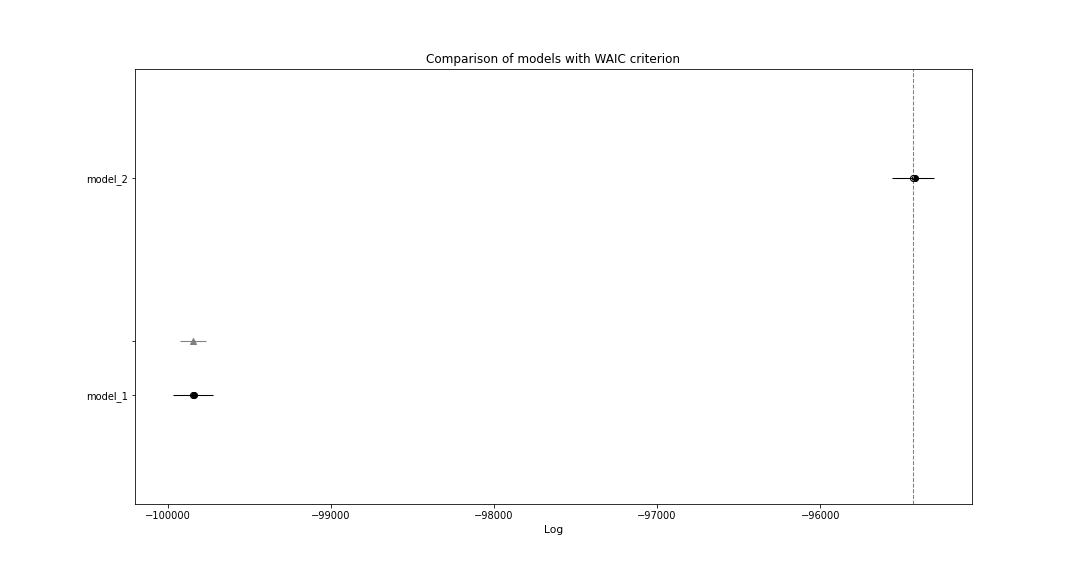 Comparison of models with WAIC criterion
model_2
model_1
−100000
−99000
−98000
−97000
−96000
Log